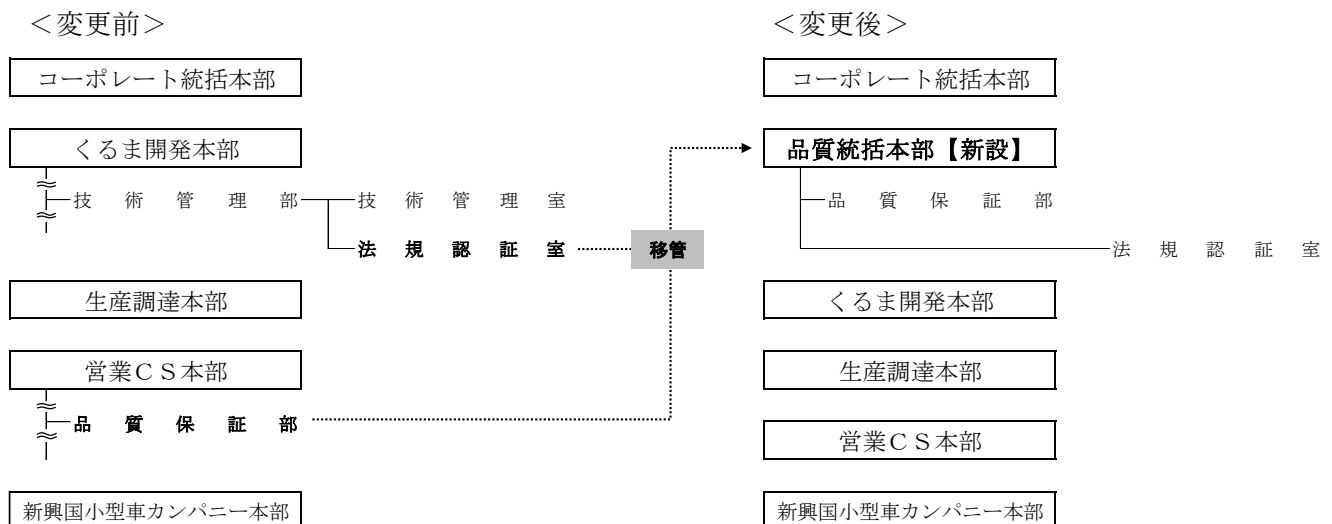 ＜変更前＞
コーポレート統括本部
くるま開発本部
技術管理部
技術管理室
法規認証室
移管
生産調達本部
営業ＣＳ本部
品質保証部
新興国小型車カンパニー本部
＜変更後＞
コーポレート統括本部
品質統括本部【新設】
品質保証部
法規認証室
くるま開発本部
生産調達本部
営業ＣＳ本部
新興国小型車カンパニー本部